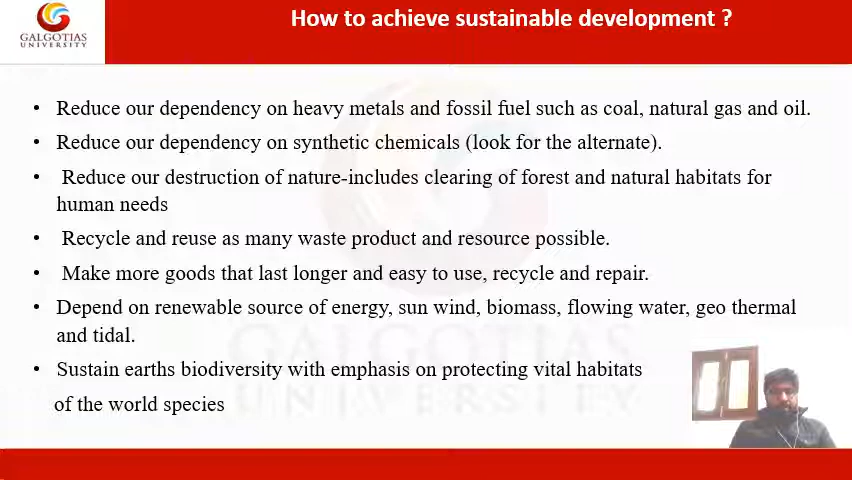 How to achieve sustainable development ?
GALGOTIAS
UNIVERSITY
• Reduce our dependency on heavy metals and fossil fuel such as coal, natural gas and oil.
• Reduce our dependency on synthetic chemicals (look for the alternate).
• Reduce our destruction of nature-includes clearing of forest and natural habitats for
human needs
• Recycle and reuse as many waste product and resource possible.
• Make more goods that last longer and easy to use, recycle and repair.
• Depend on renewable source of energy, sun wind, biomass, flowing water, geo thermal
and tidal.
• Sustain earths biodiversity with emphasis on protecting vital habitats
of the world species
GALGOTIAS
UNIVERSITY